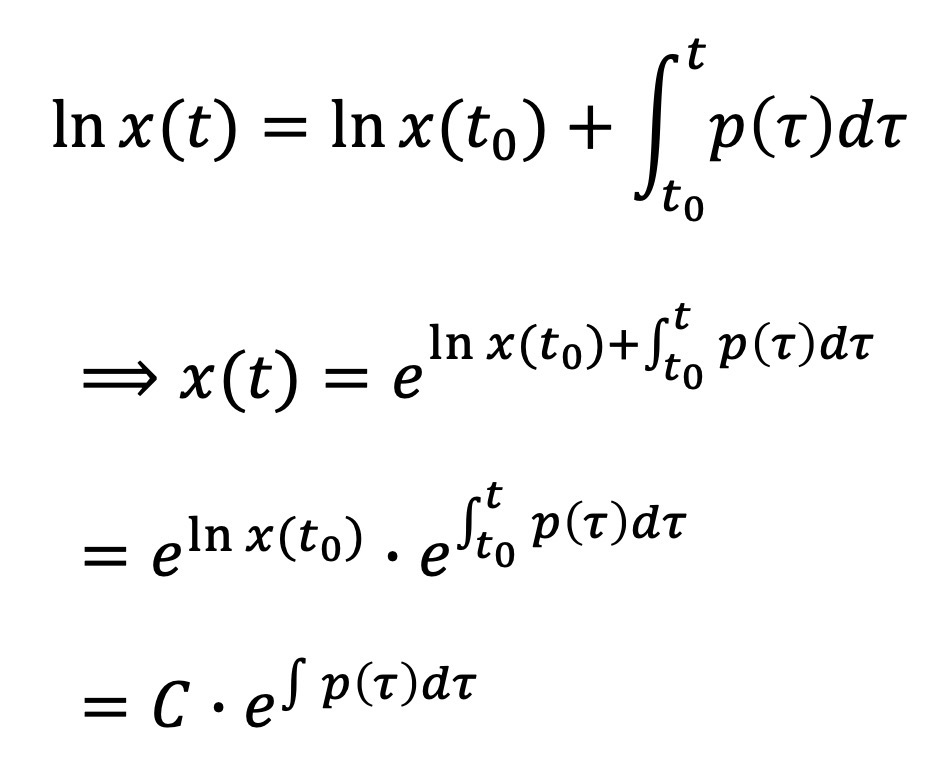 ln x(t) = ln x(t₀) + ∫_{t₀}^{t} p(τ)dτ
⟹ x(t) = e^{ln x(t₀)+∫_{t₀}^{t} p(τ)dτ}
= e^{ln x(t₀)} · e^{∫_{t₀}^{t} p(τ)dτ}
= C · e^{∫ p(τ)dτ}